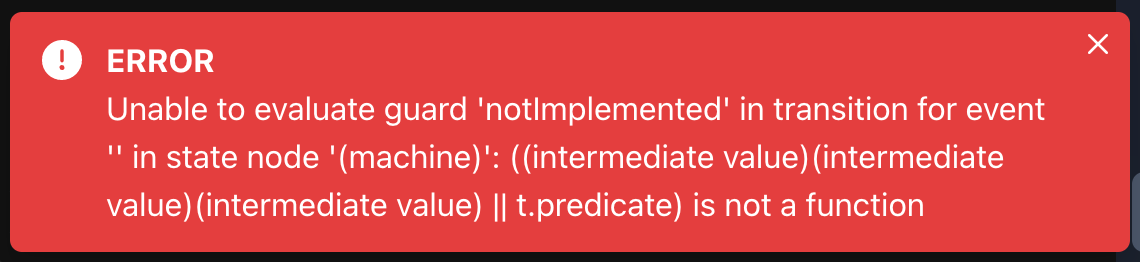 ERROR
Unable to evaluate guard 'notImplemented' in transition for event
'' in state node '(machine)': ((intermediate value)(intermediate
value)(intermediate value) || t.predicate) is not a function